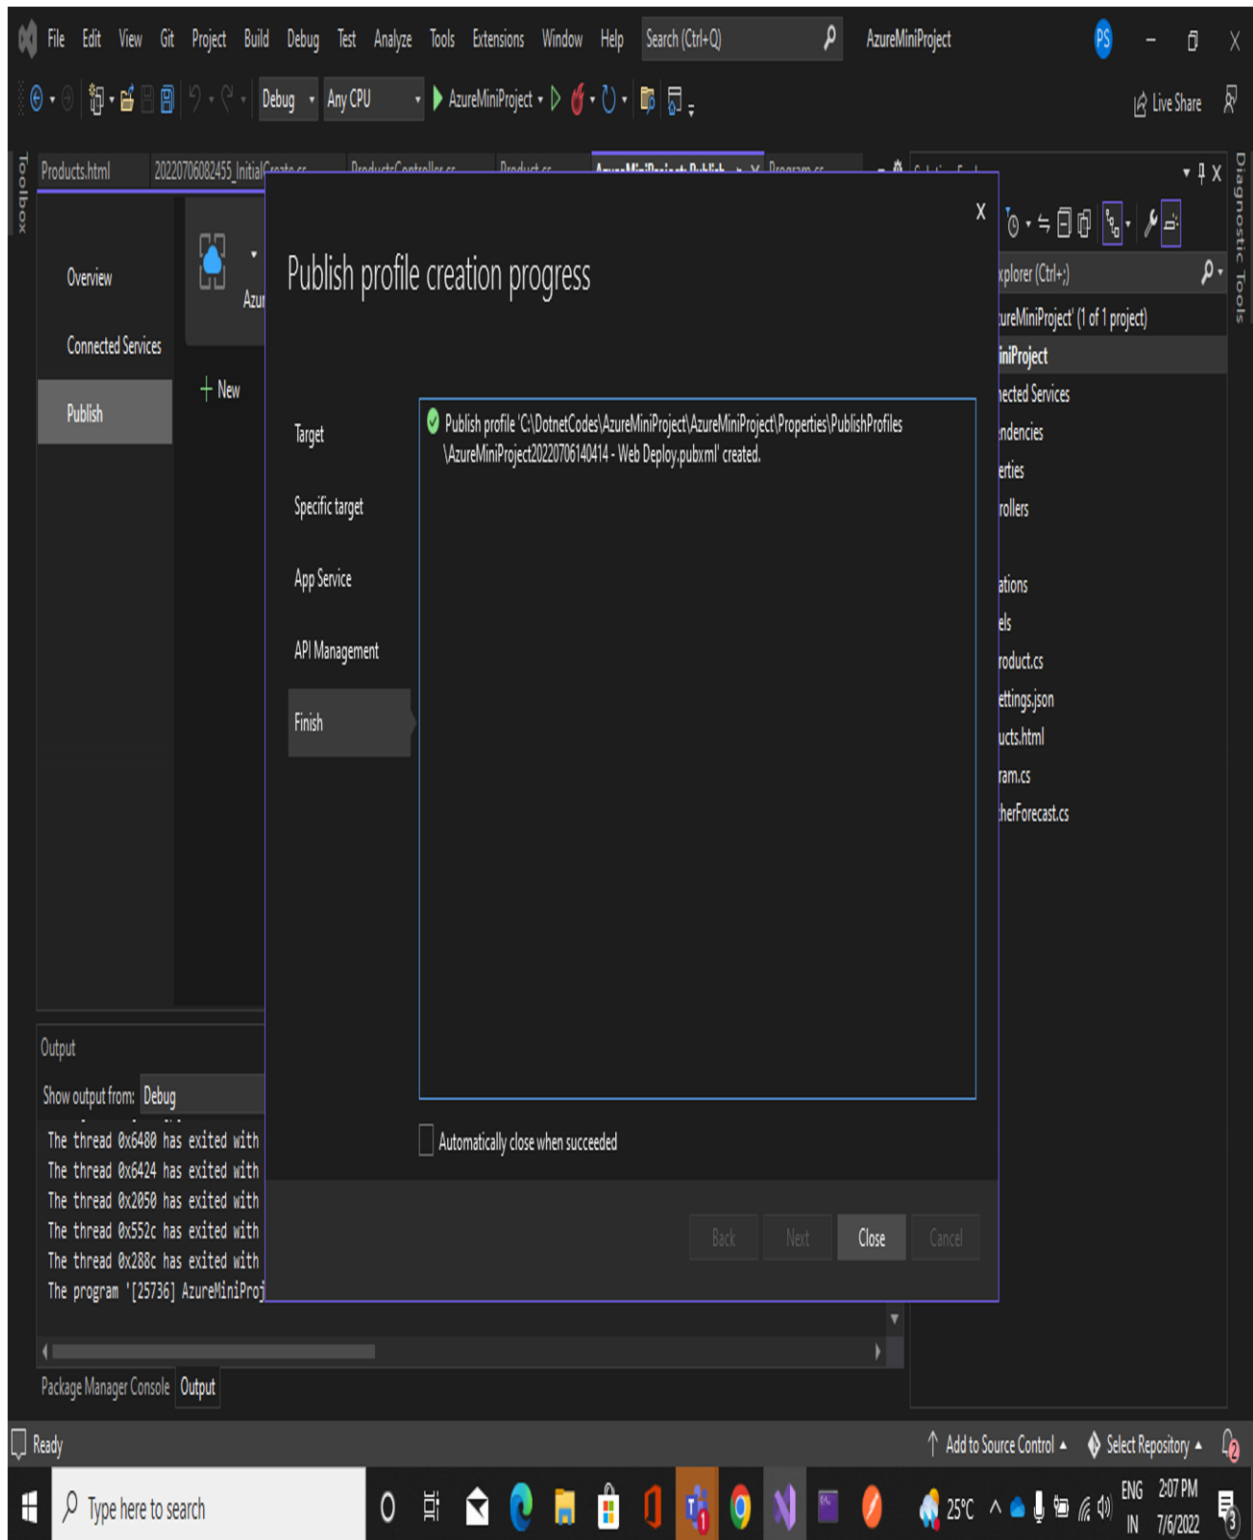 File Edit View Git Project Build Debug Test Analyze Tools Extensions Window Help Search (Ctrl+Q) AzureMiniProject PS
Debug Any CPU AzureMiniProject Live Share
Toolbox
Products.html 20220706082455_InitialCreate.cs ProductsController.cs Product.cs AzureMiniProject: Publish Program.cs
Diagnostic Tools
Overview
Connected Services
Publish
Azur
New
Publish profile creation progress
X
Target
Specific target
App Service
API Management
Finish
Publish profile 'C:\DotnetCodes\AzureMiniProject\AzureMiniProject\Properties\PublishProfiles
\AzureMiniProject20220706140414 - Web Deploy.pubxml' created.
Automatically close when succeeded
Back Next Close Cancel
xplorer (Ctrl+;)
ureMiniProject' (1 of 1 project)
iniProject
nected Services
ndencies
erties
rollers
ations
els
roduct.cs
ettings.json
ucts.html
ram.cs
herForecast.cs
Output
Show output from: Debug
The thread 0x6480 has exited with
The thread 0x6424 has exited with
The thread 0x2050 has exited with
The thread 0x552c has exited with
The thread 0x288c has exited with
The program '[25736] AzureMiniProj
Package Manager Console Output
Ready Add to Source Control Select Repository 2
Type here to search 1 25°C ENG 2:07 PM
IN 7/6/2022 3